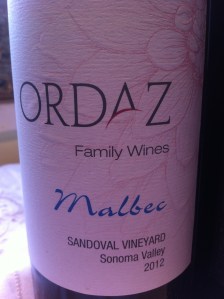 ORDAZ
Family Wines
Malbec
SANDOVAL VINEYARD
Sonoma Valley
2012